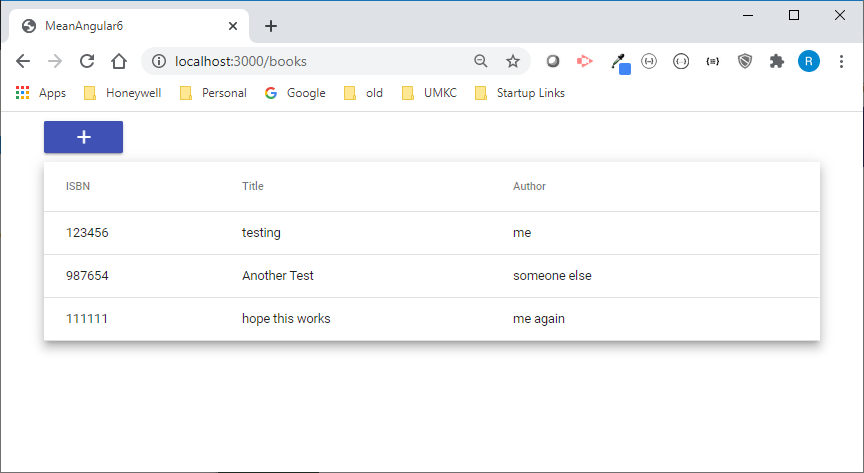 MeanAngular6
localhost:3000/books
R
Apps Honeywell Personal Google old UMKC Startup Links
+
ISBN Title Author
123456 testing me
987654 Another Test someone else
111111 hope this works me again